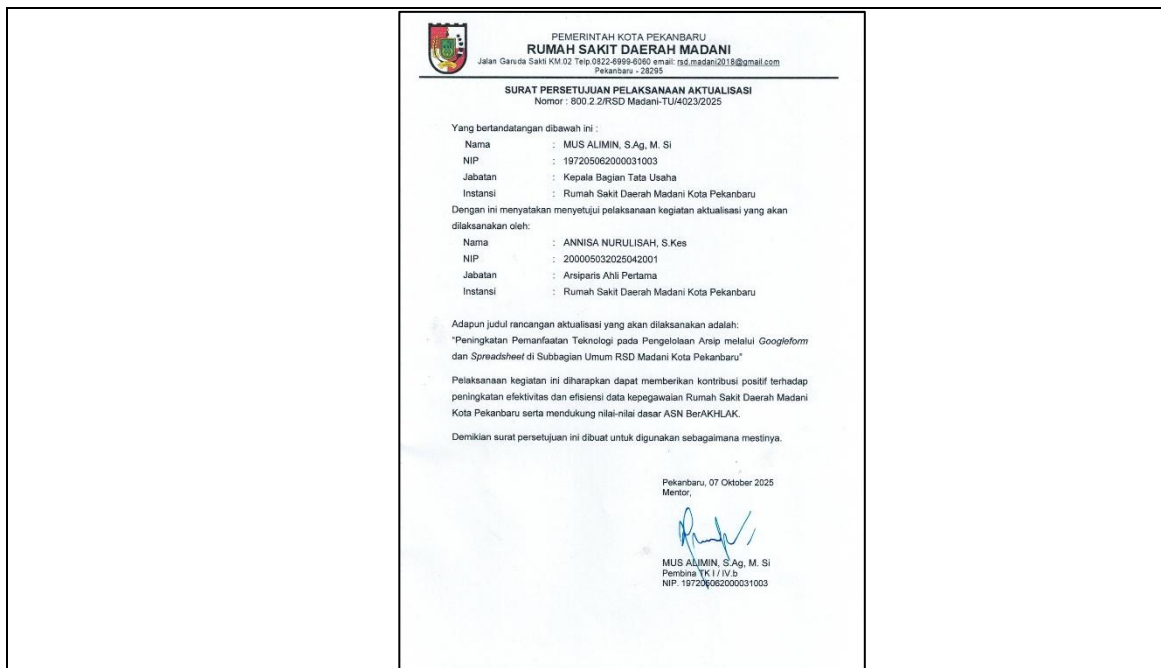 PEMERINTAH KOTA PEKANBARU
RUMAH SAKIT DAERAH MADANI
Jalan Garuda Sakti KM.02 Telp.0822-6999-6060 email: rsd.madani2018@gmail.com
Pekanbaru - 28295
SURAT PERSETUJUAN PELAKSANAAN AKTUALISASI
Nomor : 800.2.2/RSD Madani-TU/4023/2025
Yang bertandatangan dibawah ini :
Nama : MUS ALIMIN, S.Ag, M. Si
NIP : 197205062000031003
Jabatan : Kepala Bagian Tata Usaha
Instansi : Rumah Sakit Daerah Madani Kota Pekanbaru
Dengan ini menyatakan menyetujui pelaksanaan kegiatan aktualisasi yang akan
dilaksanakan oleh:
Nama : ANNISA NURULISAH, S.Kes
NIP : 200005032025042001
Jabatan : Arsiparis Ahli Pertama
Instansi : Rumah Sakit Daerah Madani Kota Pekanbaru
Adapun judul rancangan aktualisasi yang akan dilaksanakan adalah:
“Peningkatan Pemanfaatan Teknologi pada Pengelolaan Arsip melalui Googleform
dan Spreadsheet di Subbagian Umum RSD Madani Kota Pekanbaru”
Pelaksanaan kegiatan ini diharapkan dapat memberikan kontribusi positif terhadap
peningkatan efektivitas dan efisiensi data kepegawaian Rumah Sakit Daerah Madani
Kota Pekanbaru serta mendukung nilai-nilai dasar ASN BerAKHLAK.
Demikian surat persetujuan ini dibuat untuk digunakan sebagaimana mestinya.
Pekanbaru, 07 Oktober 2025
Mentor,
MUS ALIMIN, S.Ag, M. Si
Pembina TK I / IV.b
NIP. 197205062000031003